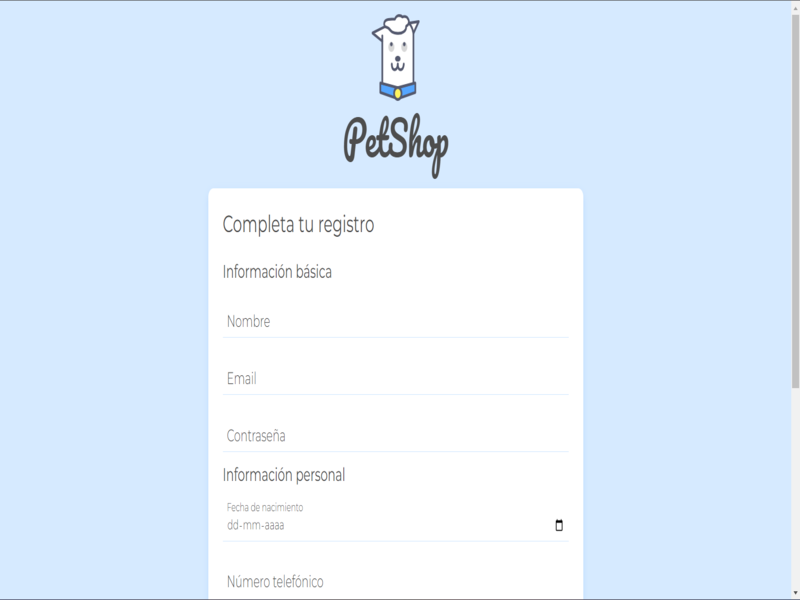 PetShop
Completa tu registro
Información básica
Nombre
Email
Contraseña
Información personal
Fecha de nacimiento
dd-mm-aaaa
Número telefónico